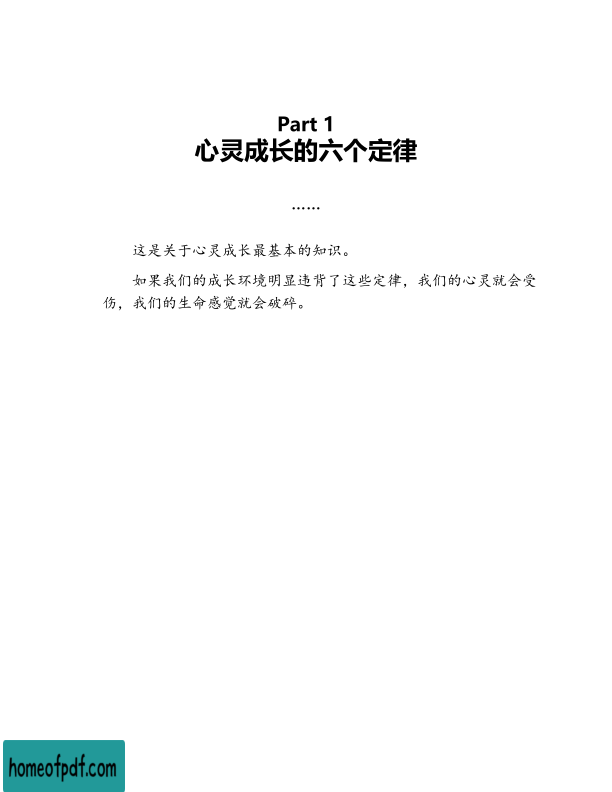 Part 1
心灵成长的六个定律
……
这是关于心灵成长最基本的知识。
如果我们的成长环境明显违背了这些定律，我们的心灵就会受
伤，我们的生命感觉就会破碎。
homeofpdf.com